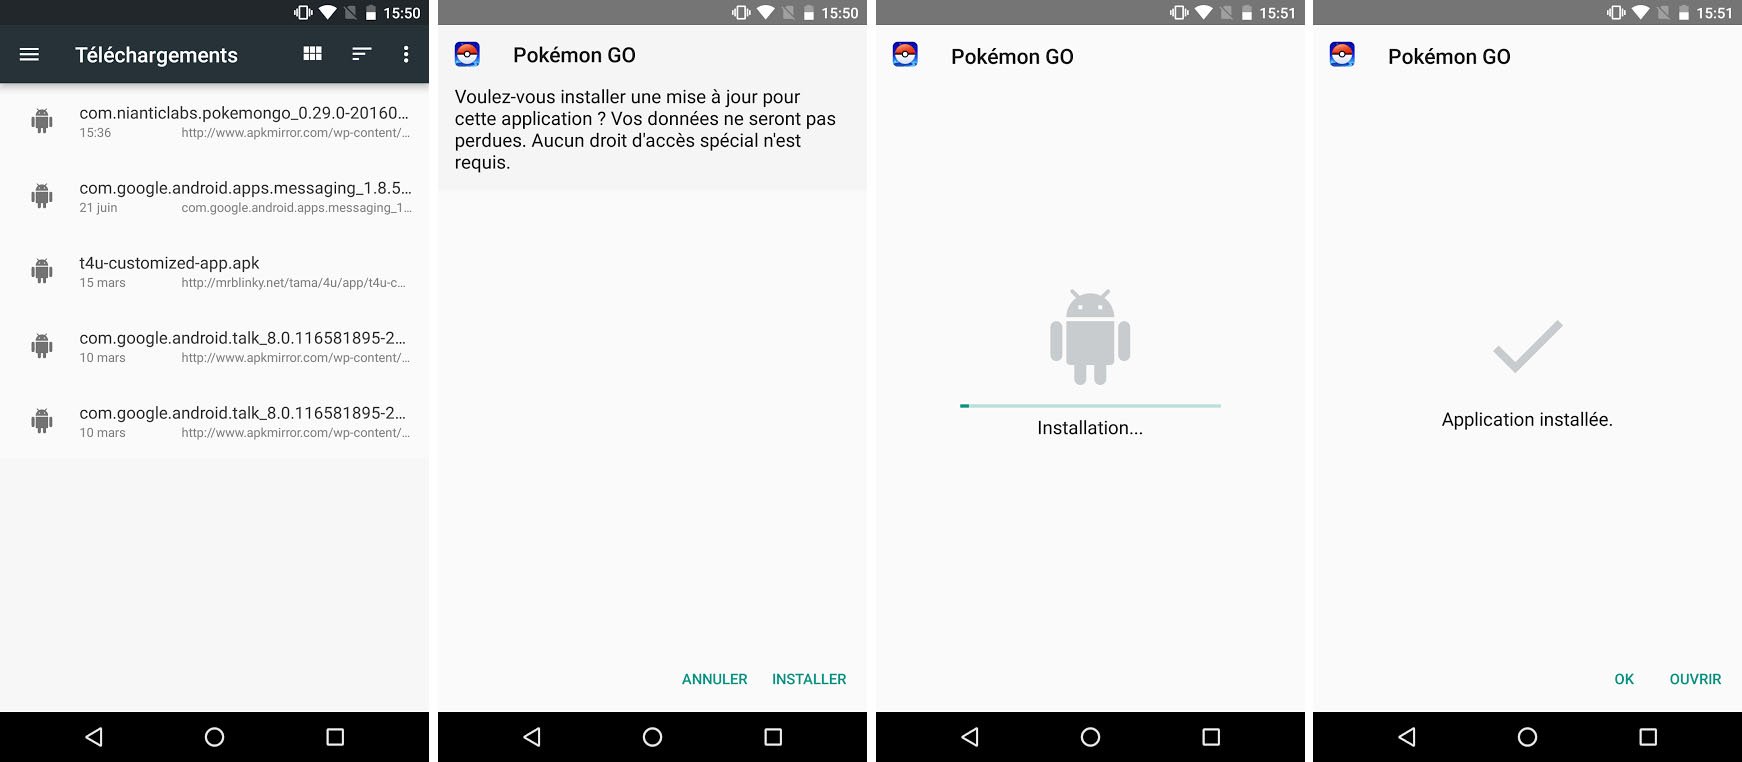 15:50
Téléchargements
com.nianticlabs.pokemongo_0.29.0-20160...
15:36 http://www.apkmirror.com/wp-content/...
com.google.android.apps.messaging_1.8.5...
21 juin com.google.android.apps.messaging_1...
t4u-customized-app.apk
15 mars http://mrblinky.net/tama/4u/app/t4u-c...
com.google.android.talk_8.0.116581895-2...
10 mars http://www.apkmirror.com/wp-content/...
com.google.android.talk_8.0.116581895-2...
10 mars http://www.apkmirror.com/wp-content/...
15:50
Pokémon GO
Voulez-vous installer une mise à jour pour
cette application ? Vos données ne seront pas
perdues. Aucun droit d'accès spécial n'est
requis.
ANNULER INSTALLER
15:51
Pokémon GO
Installation...
15:51
Pokémon GO
Application installée.
OK OUVRIR